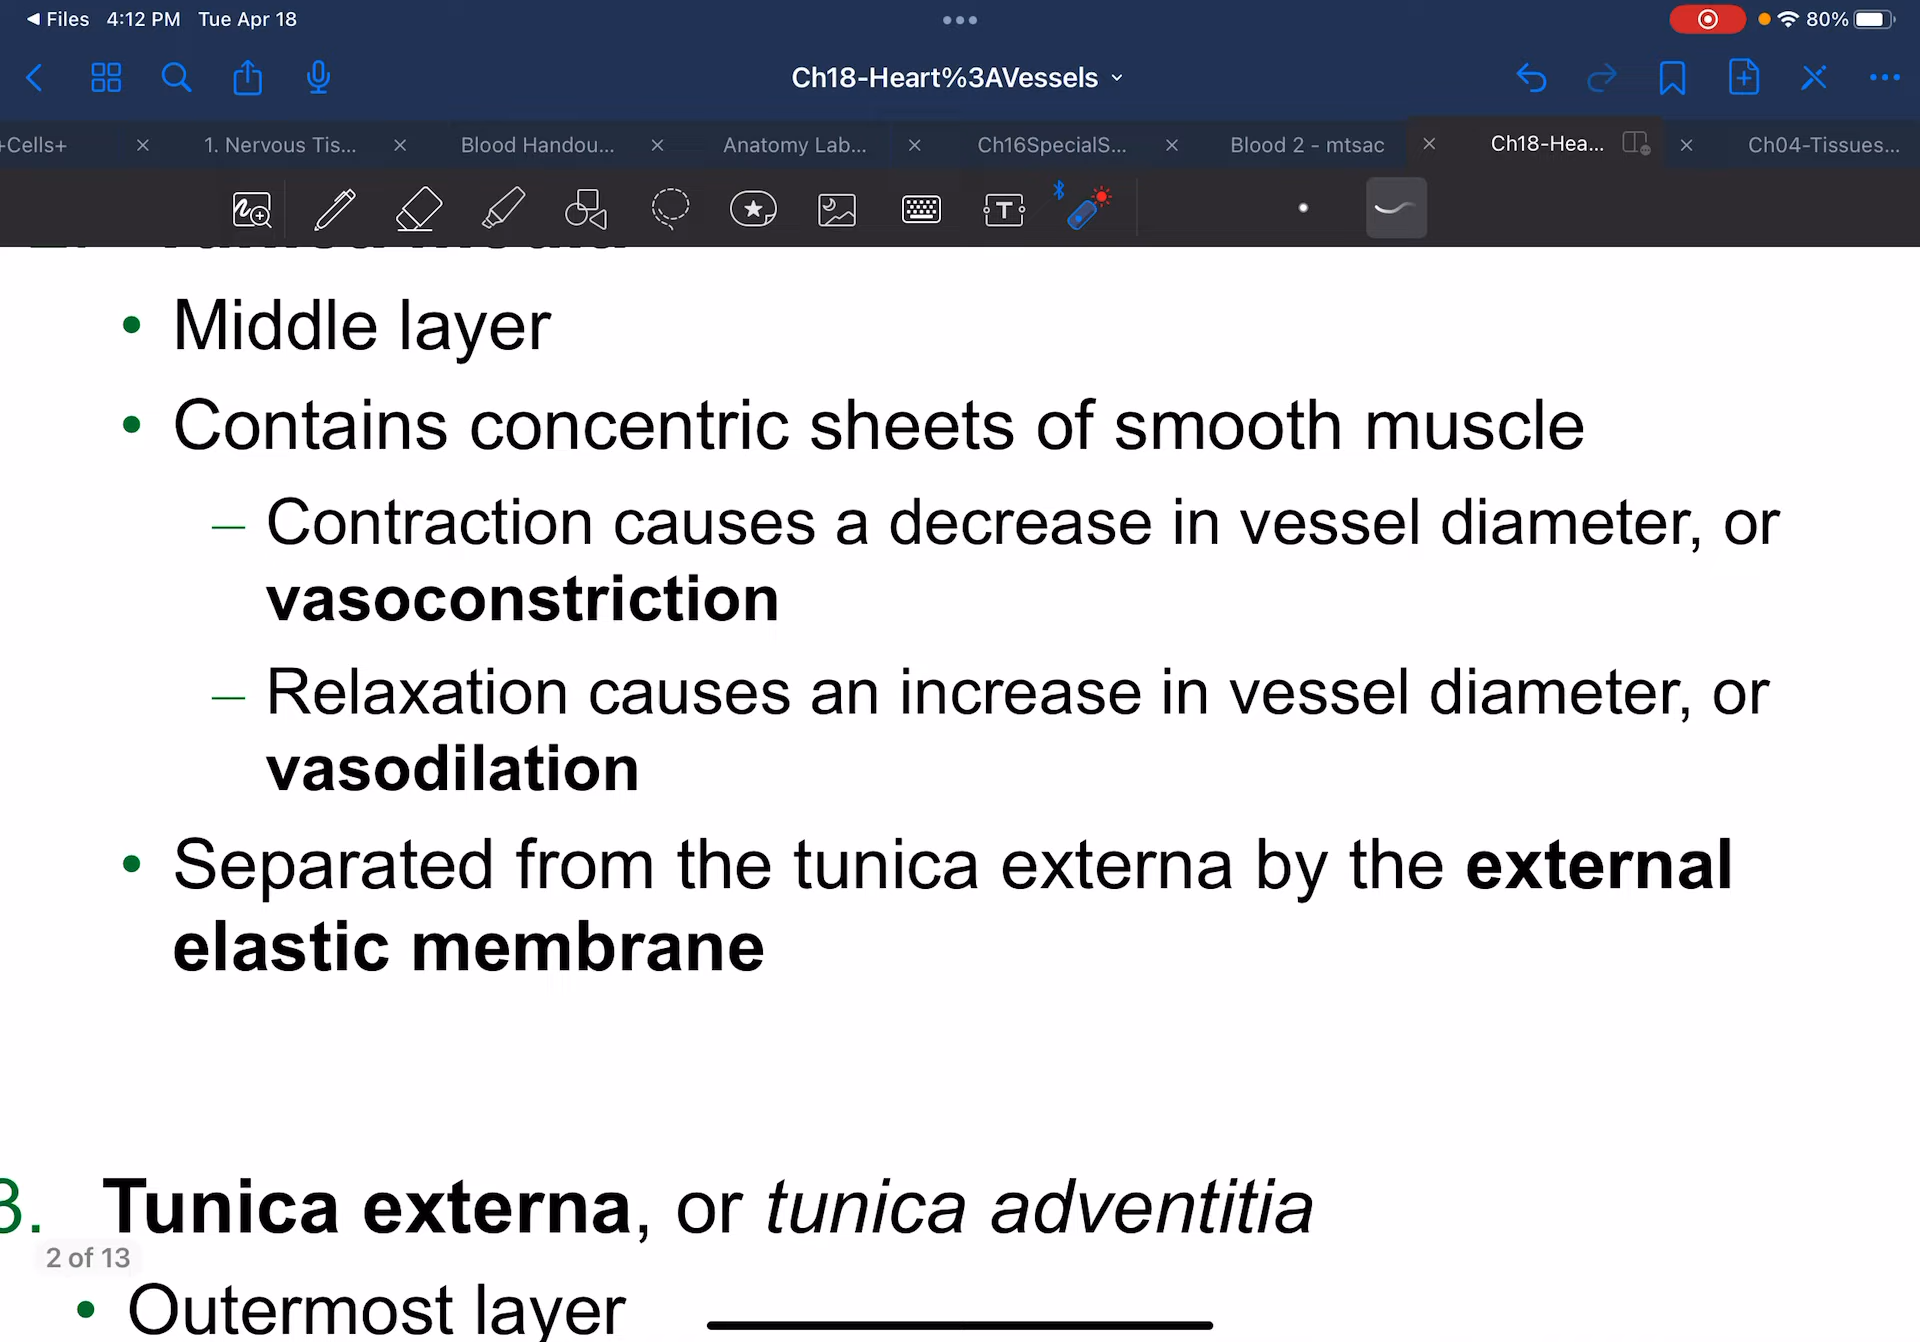 Files 4:12 PM Tue Apr 18 80%
Ch18-Heart%3AVessels
+Cells+ 1. Nervous Tis... Blood Handou... Anatomy Lab... Ch16SpecialS... Blood 2 - mtsac Ch18-Hea... Ch04-Tissues...
• Middle layer
• Contains concentric sheets of smooth muscle
– Contraction causes a decrease in vessel diameter, or
vasoconstriction
– Relaxation causes an increase in vessel diameter, or
vasodilation
• Separated from the tunica externa by the external
elastic membrane
3. Tunica externa, or tunica adventitia
2 of 13
• Outermost layer